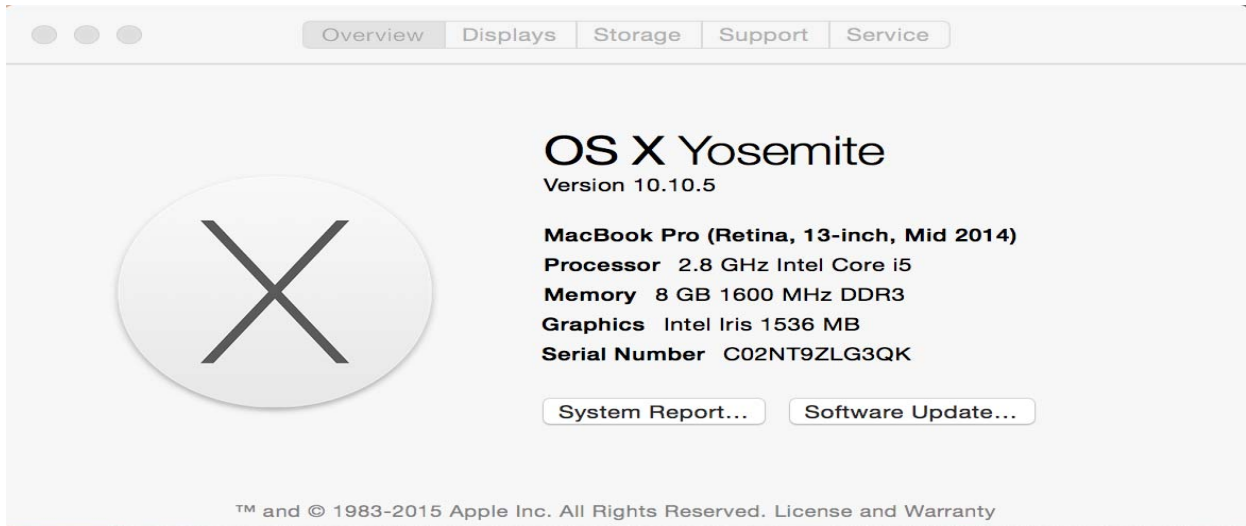 Overview Displays Storage Support Service
OS X Yosemite
Version 10.10.5
MacBook Pro (Retina, 13-inch, Mid 2014)
Processor 2.8 GHz Intel Core i5
Memory 8 GB 1600 MHz DDR3
Graphics Intel Iris 1536 MB
Serial Number C02NT9ZLG3QK
System Report... Software Update...
™ and © 1983-2015 Apple Inc. All Rights Reserved. License and Warranty